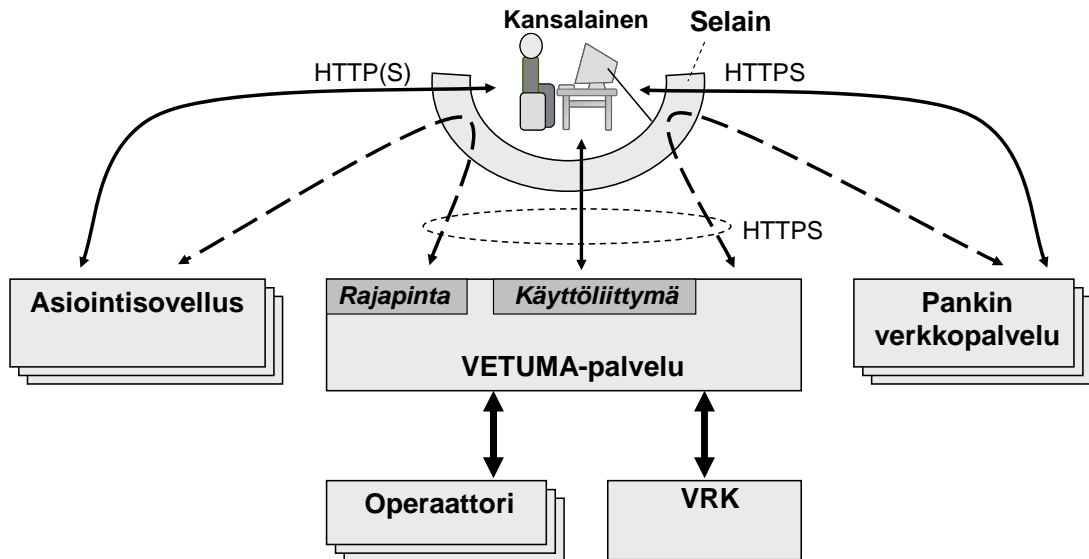 Kansalainen
Selain
HTTP(S)
HTTPS
HTTPS
Asiointisovellus
Rajapinta
Käyttöliittymä
VETUMA-palvelu
Pankin
verkkopalvelu
Operaattori
VRK